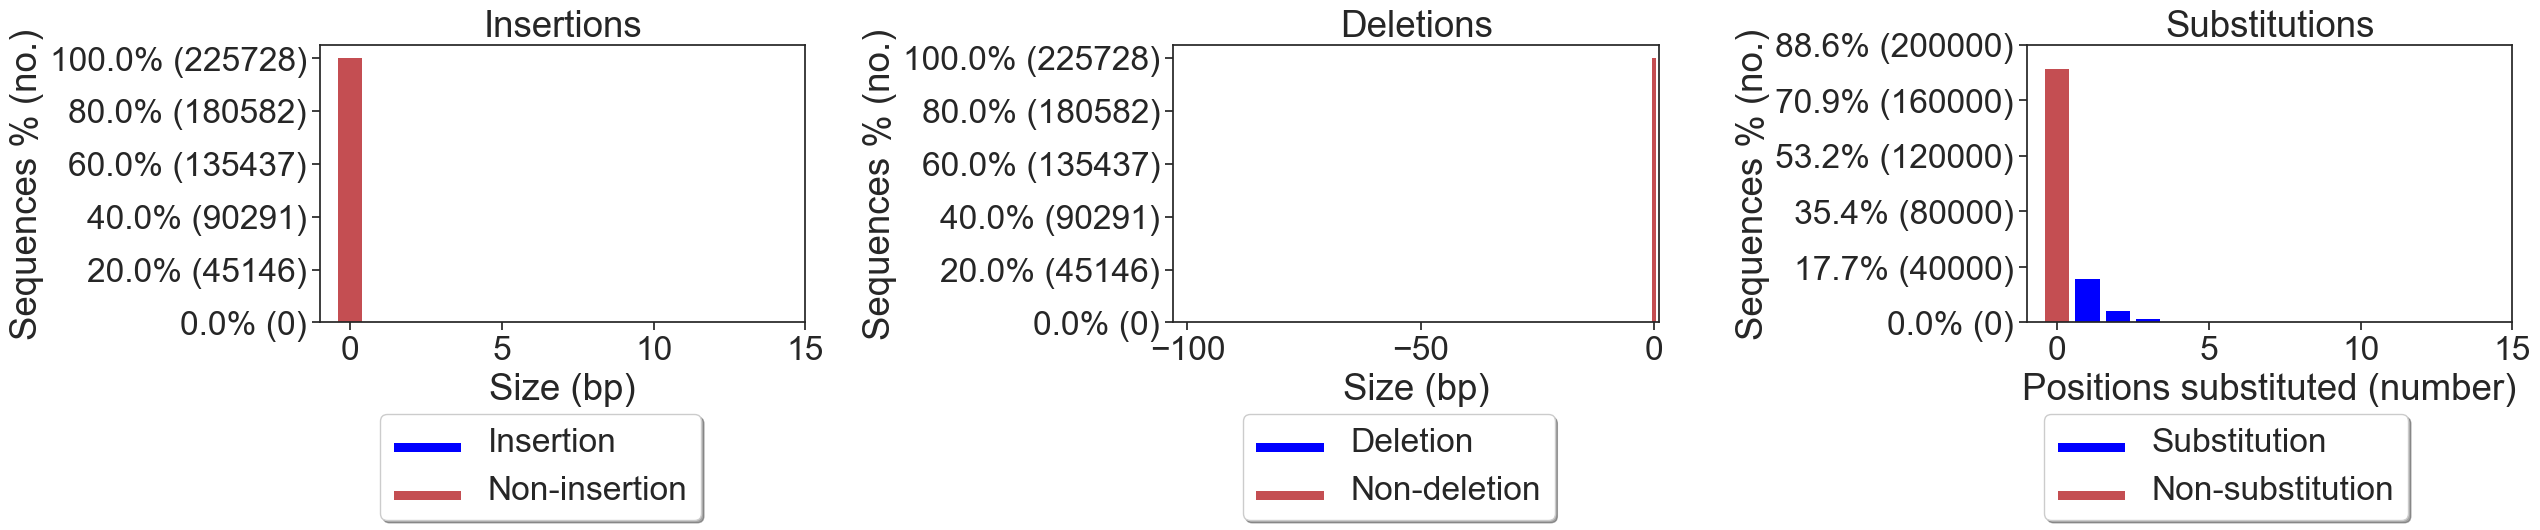 Insertions
Sequences % (no.)
100.0% (225728)
80.0% (180582)
60.0% (135437)
40.0% (90291)
20.0% (45146)
0.0% (0)
0 5 10 15
Size (bp)
Insertion
Non-insertion
Deletions
Sequences % (no.)
100.0% (225728)
80.0% (180582)
60.0% (135437)
40.0% (90291)
20.0% (45146)
0.0% (0)
−100 −50 0
Size (bp)
Deletion
Non-deletion
Substitutions
Sequences % (no.)
88.6% (200000)
70.9% (160000)
53.2% (120000)
35.4% (80000)
17.7% (40000)
0.0% (0)
0 5 10 15
Positions substituted (number)
Substitution
Non-substitution